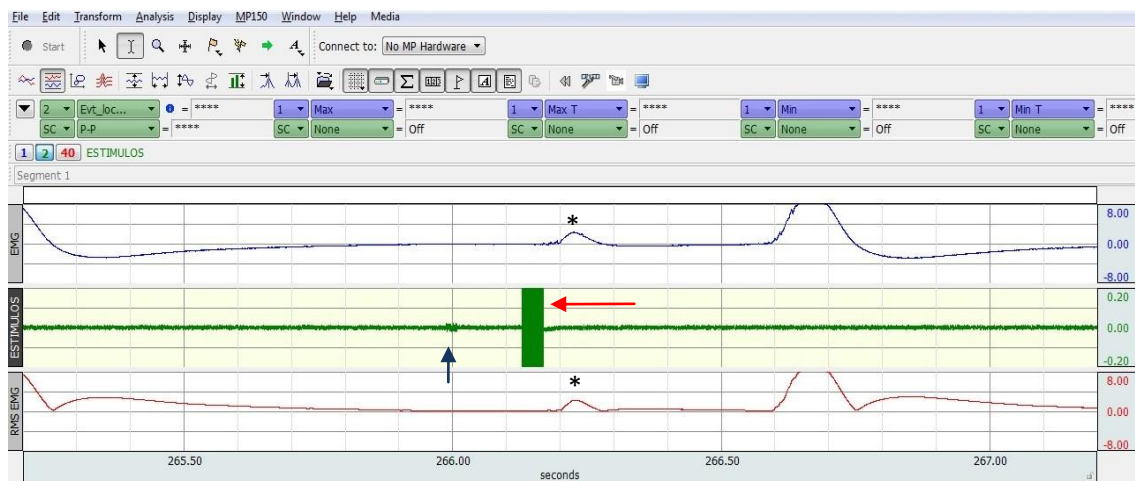 File Edit Transform Analysis Display MP150 Window Help Media
Start Connect to: No MP Hardware
2 Evt_loc... = **** 1 Max = **** 1 Max T = **** 1 Min = **** 1 Min T = ****
SC P-P = **** SC None = Off SC None = Off SC None = Off SC None = Off
1 2 40 ESTIMULOS
Segment 1
EMG
*
8.00
0.00
-8.00
ESTIMULOS
0.20
0.00
-0.20
RMS EMG
*
8.00
0.00
-8.00
265.50 266.00 266.50 267.00
seconds